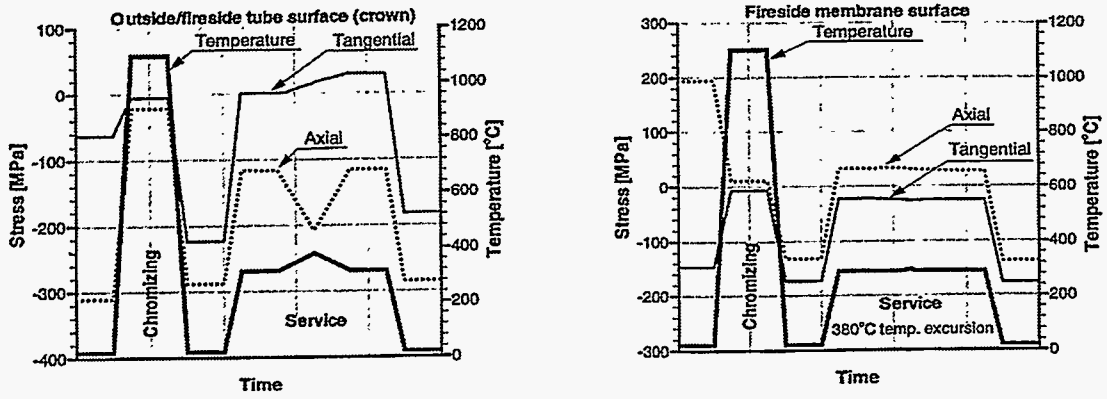 Outside/fireside tube surface (crown)
100
0
-100
-200
-300
-400
Stress [MPa]
1200
1000
800
600
400
200
0
Temperature [°C]
Temperature
Tangential
Axial
Chromizing
Service
Time
Fireside membrane surface
300
200
100
0
-100
-200
-300
Stress [MPa]
1200
1000
800
600
400
200
0
Temperature [°C]
Temperature
Axial
Tangential
Chromizing
Service
380°C temp. excursion
Time